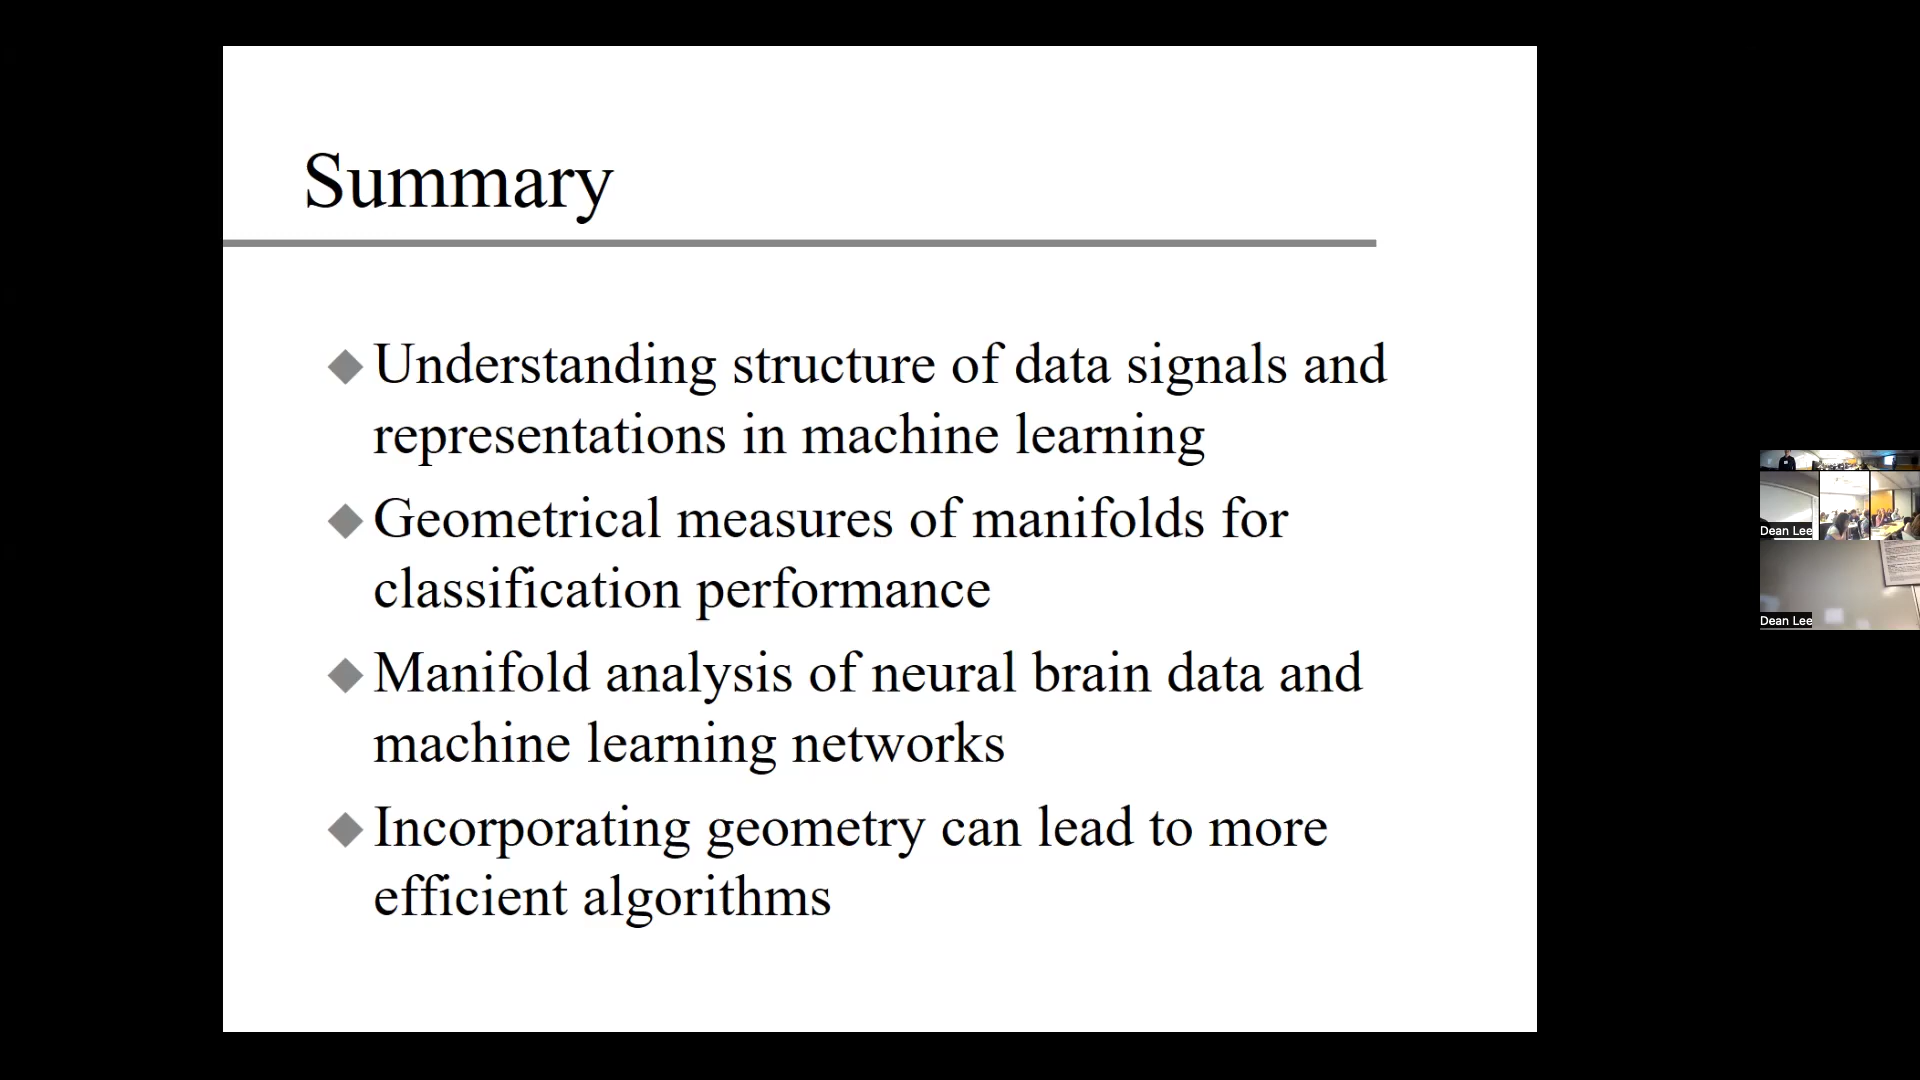 Summary
Understanding structure of data signals and
representations in machine learning
Geometrical measures of manifolds for
classification performance
Manifold analysis of neural brain data and
machine learning networks
Incorporating geometry can lead to more
efficient algorithms
Dean Lee
Dean Lee